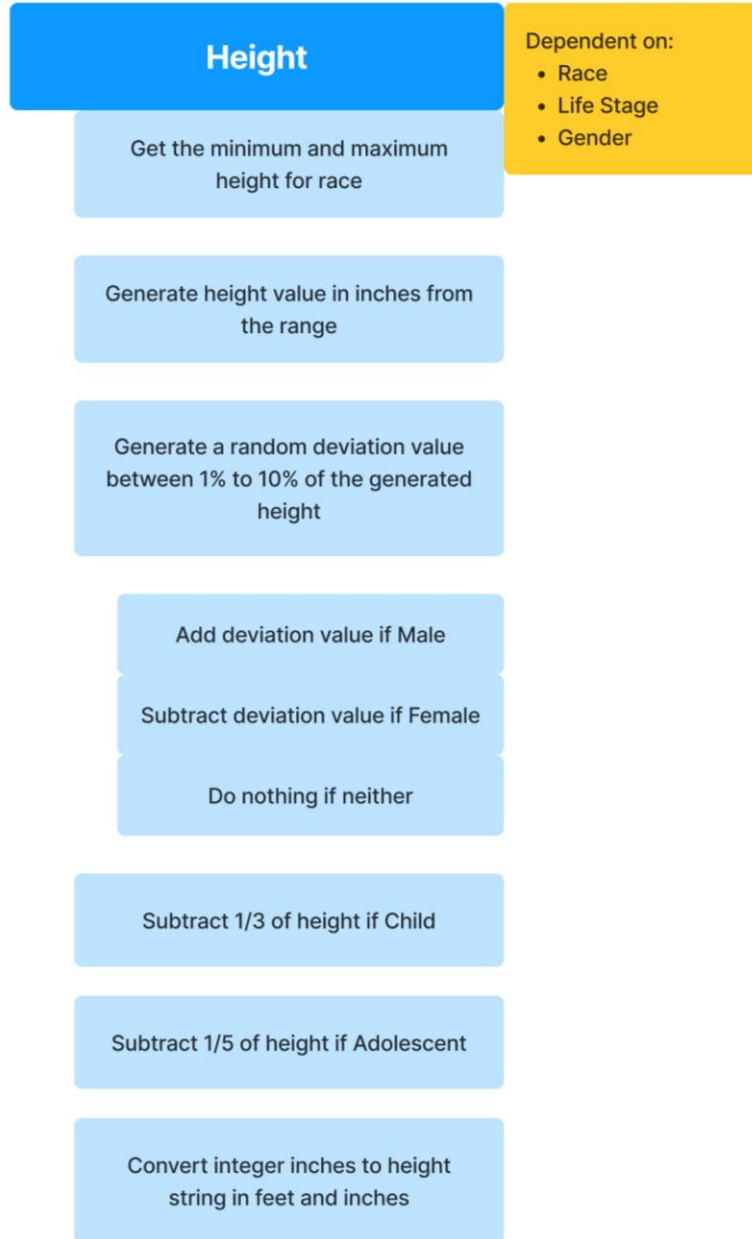 Height
Dependent on:
• Race
• Life Stage
• Gender
Get the minimum and maximum
height for race
Generate height value in inches from
the range
Generate a random deviation value
between 1% to 10% of the generated
height
Add deviation value if Male
Subtract deviation value if Female
Do nothing if neither
Subtract 1/3 of height if Child
Subtract 1/5 of height if Adolescent
Convert integer inches to height
string in feet and inches